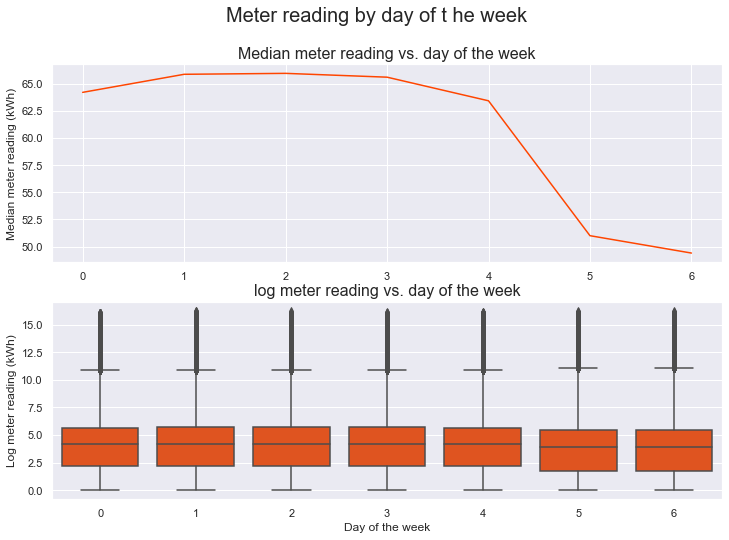 Meter reading by day of t he week
Median meter reading vs. day of the week
Median meter reading (kWh)
65.0
62.5
60.0
57.5
55.0
52.5
50.0
0 1 2 3 4 5 6
log meter reading vs. day of the week
Log meter reading (kWh)
15.0
12.5
10.0
7.5
5.0
2.5
0.0
0 1 2 3 4 5 6
Day of the week